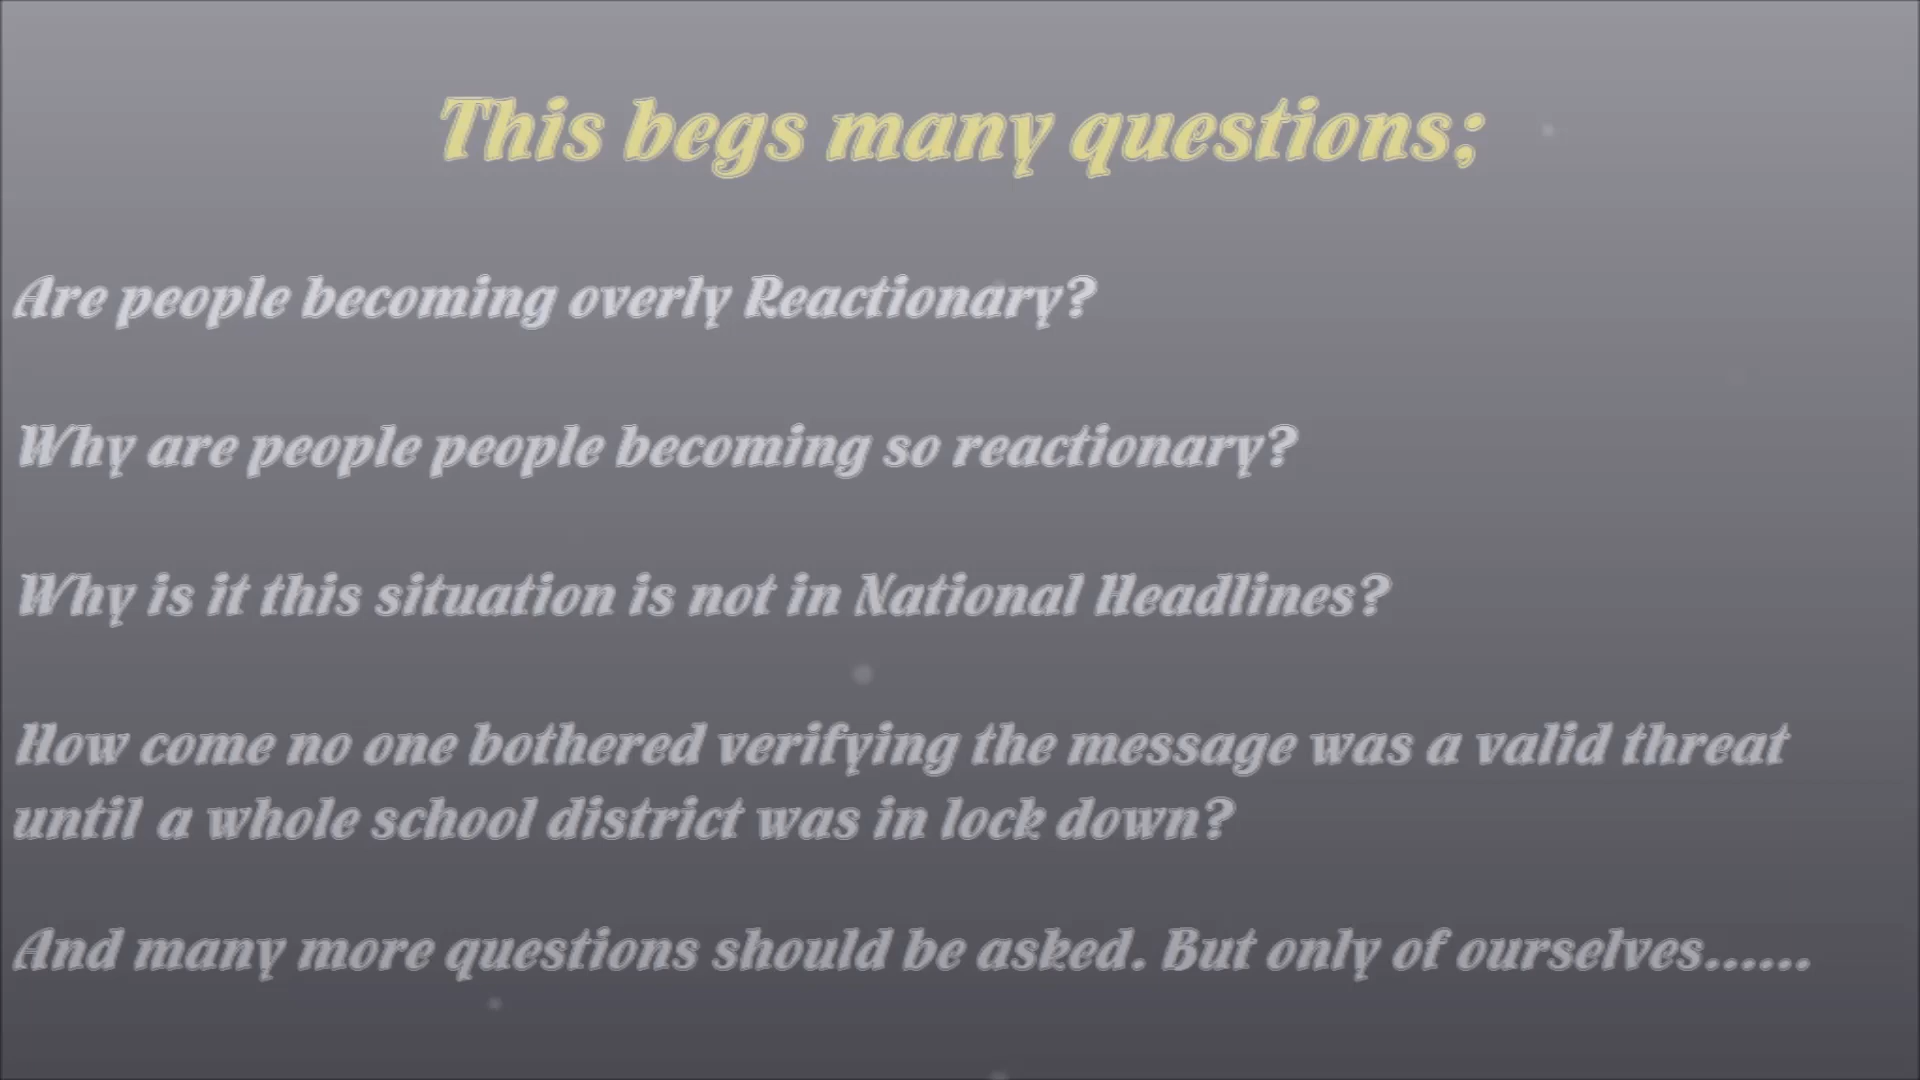 This begs many questions;
Are people becoming overly Reactionary?
Why are people people becoming so reactionary?
Why is it this situation is not in National Headlines?
How come no one bothered verifying the message was a valid threat
until a whole school district was in lock down?
And many more questions should be asked. But only of ourselves......